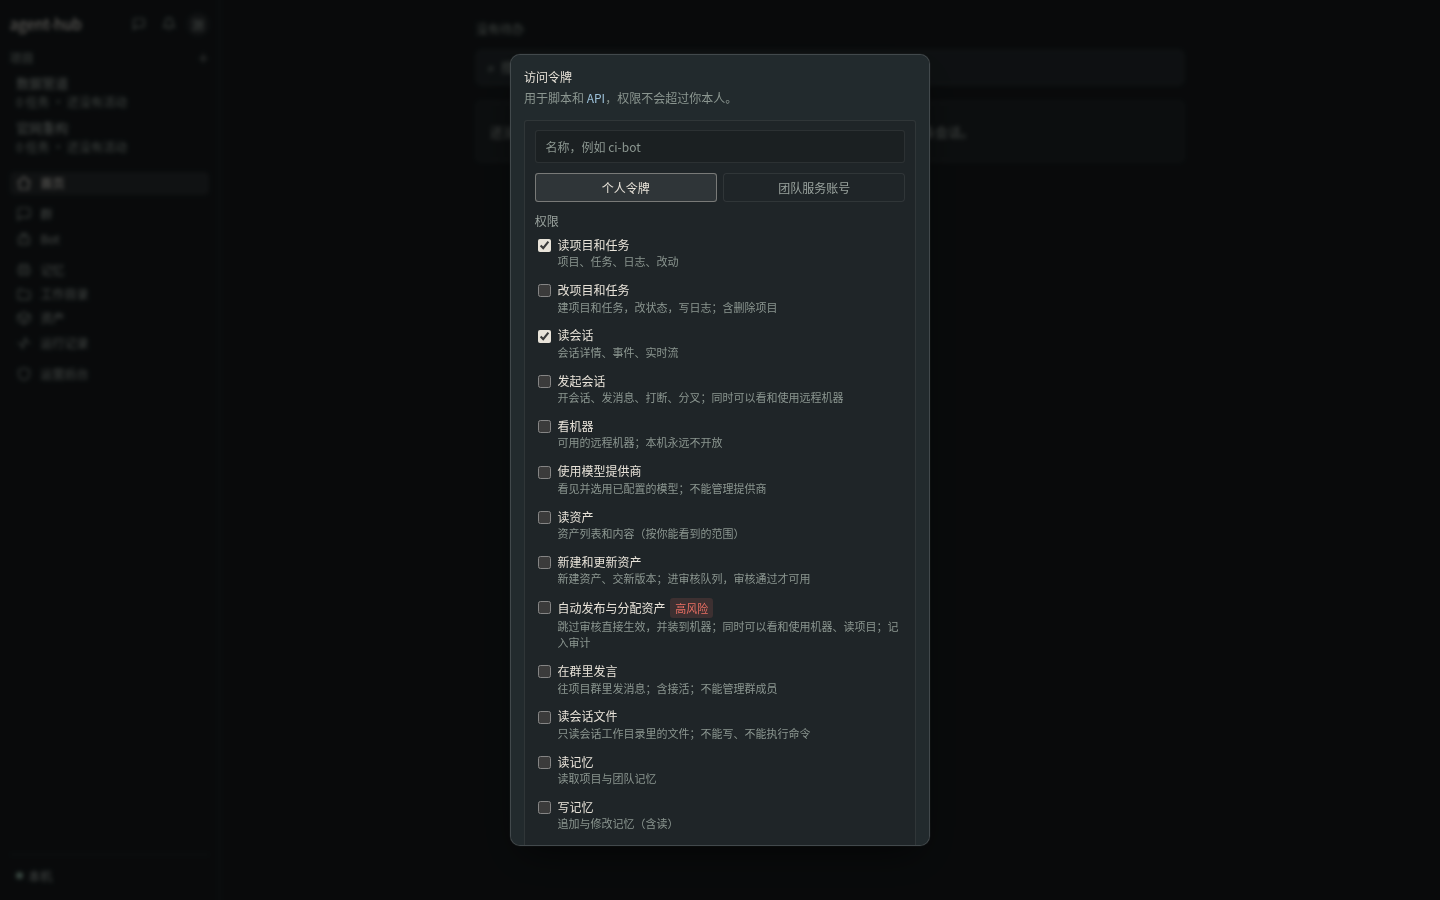 agent-hub
访问令牌
用于脚本和 API，权限不会超过你本人。
名称，例如 ci-bot
个人令牌
团队服务账号
权限
读项目和任务
项目、任务、日志、改动
改项目和任务
建项目和任务，改状态，写日志；含删除项目
读会话
会话详情、事件、实时流
发起会话
开会话、发消息、打断、分叉；同时可以看和使用远程机器
看机器
可用的远程机器；本机永远不开放
使用模型提供商
看见并选用已配置的模型；不能管理提供商
读资产
资产列表和内容（按你能看到的范围）
新建和更新资产
新建资产、交新版本；进审核队列，审核通过才可用
自动发布与分配资产 高风险
跳过审核直接生效，并装到机器；同时可以看和使用机器、读项目；记
入审计
在群里发言
往项目群里发消息；含接活；不能管理群成员
读会话文件
只读会话工作目录里的文件；不能写、不能执行命令
读记忆
读取项目与团队记忆
写记忆
追加与修改记忆（含读）